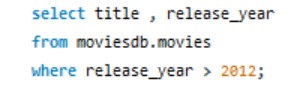 select title , release_year
from moviesdb.movies
where release_year > 2012;